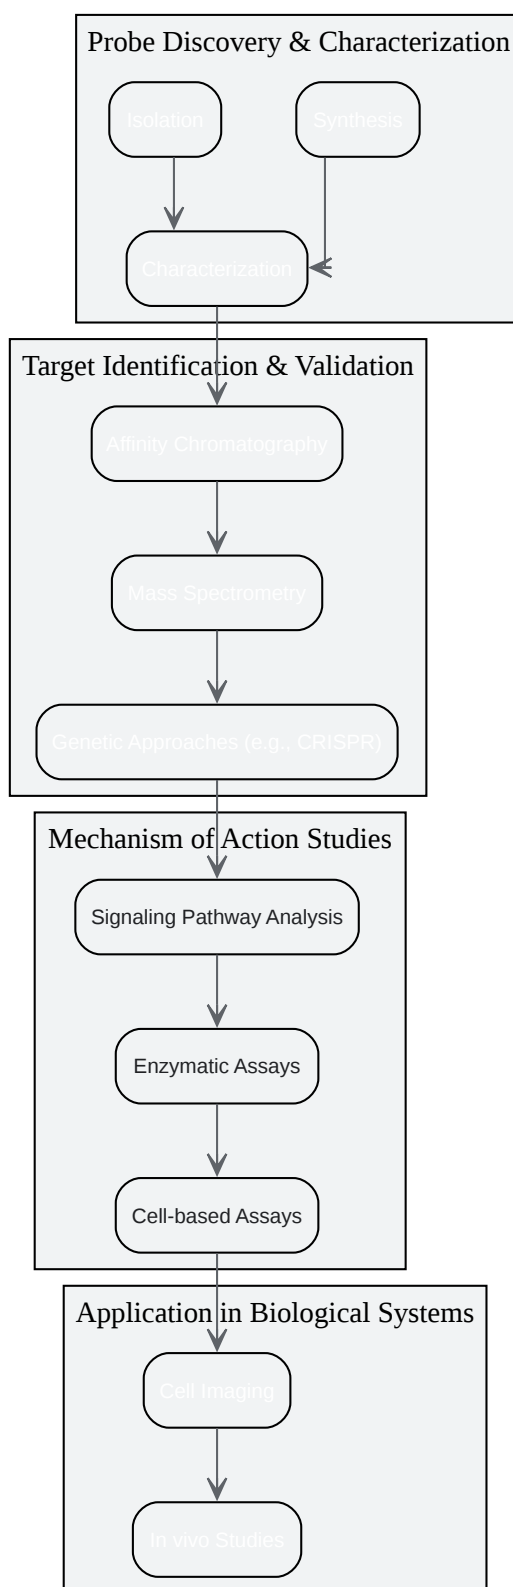 Probe Discovery & Characterization
Isolation
Synthesis
Characterization
Target Identification & Validation
Affinity Chromatography
Mass Spectrometry
Genetic Approaches (e.g., CRISPR)
Mechanism of Action Studies
Signaling Pathway Analysis
Enzymatic Assays
Cell-based Assays
Application in Biological Systems
Cell Imaging
In vivo Studies